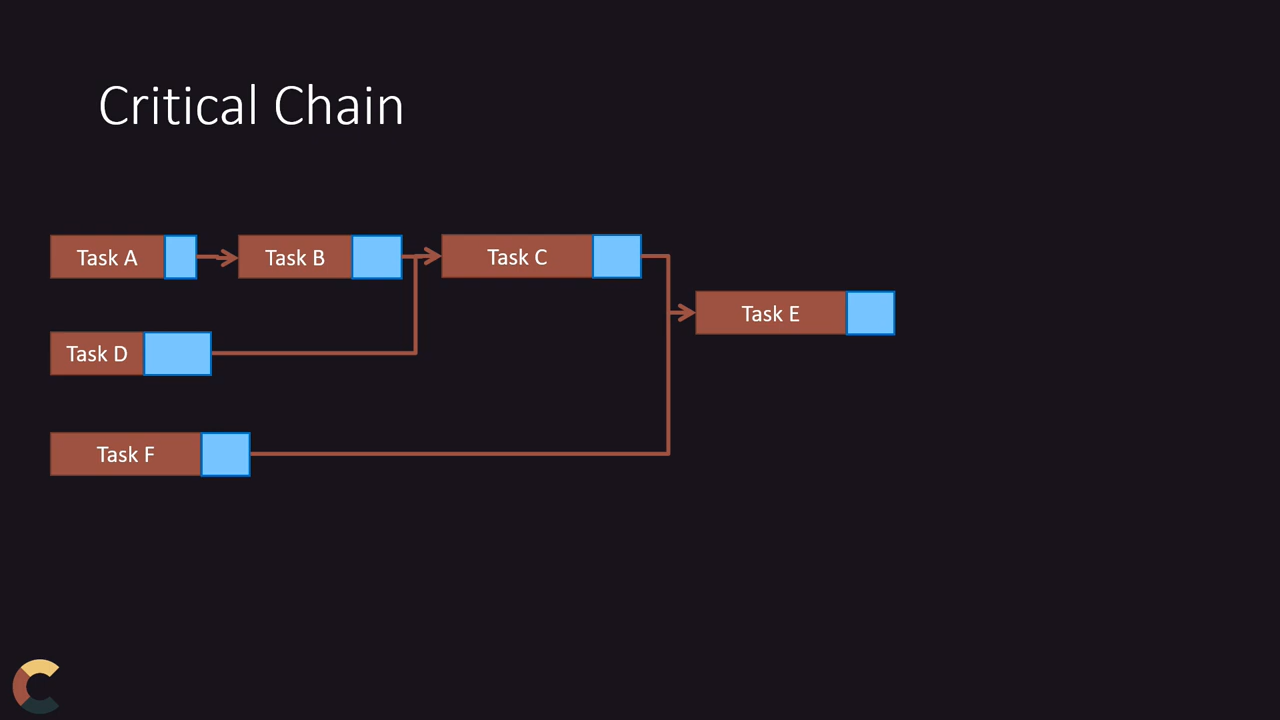 Critical Chain
Task A
Task B
Task C
Task E
Task D
Task F